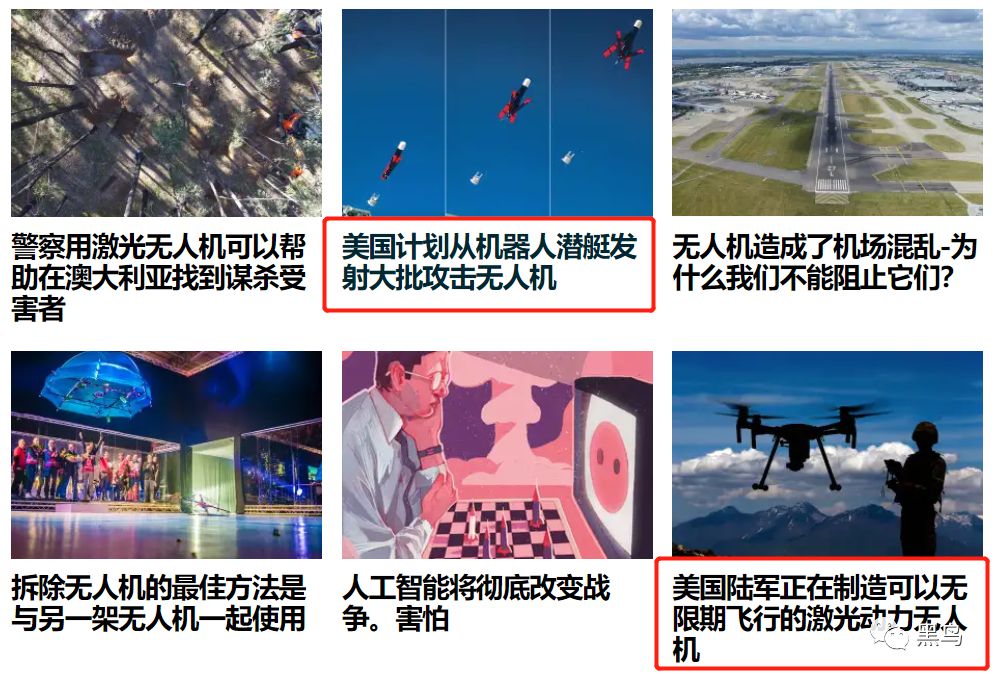 警察用激光无人机可以帮
助在澳大利亚找到谋杀受
害者
美国计划从机器人潜艇发
射大批攻击无人机
无人机造成了机场混乱-为
什么我们不能阻止它们?
拆除无人机的最佳方法是
与另一架无人机一起使用
人工智能将彻底改变战
争。害怕
美国陆军正在制造可以无
限期飞行的激光动力无人
机
黑鸟